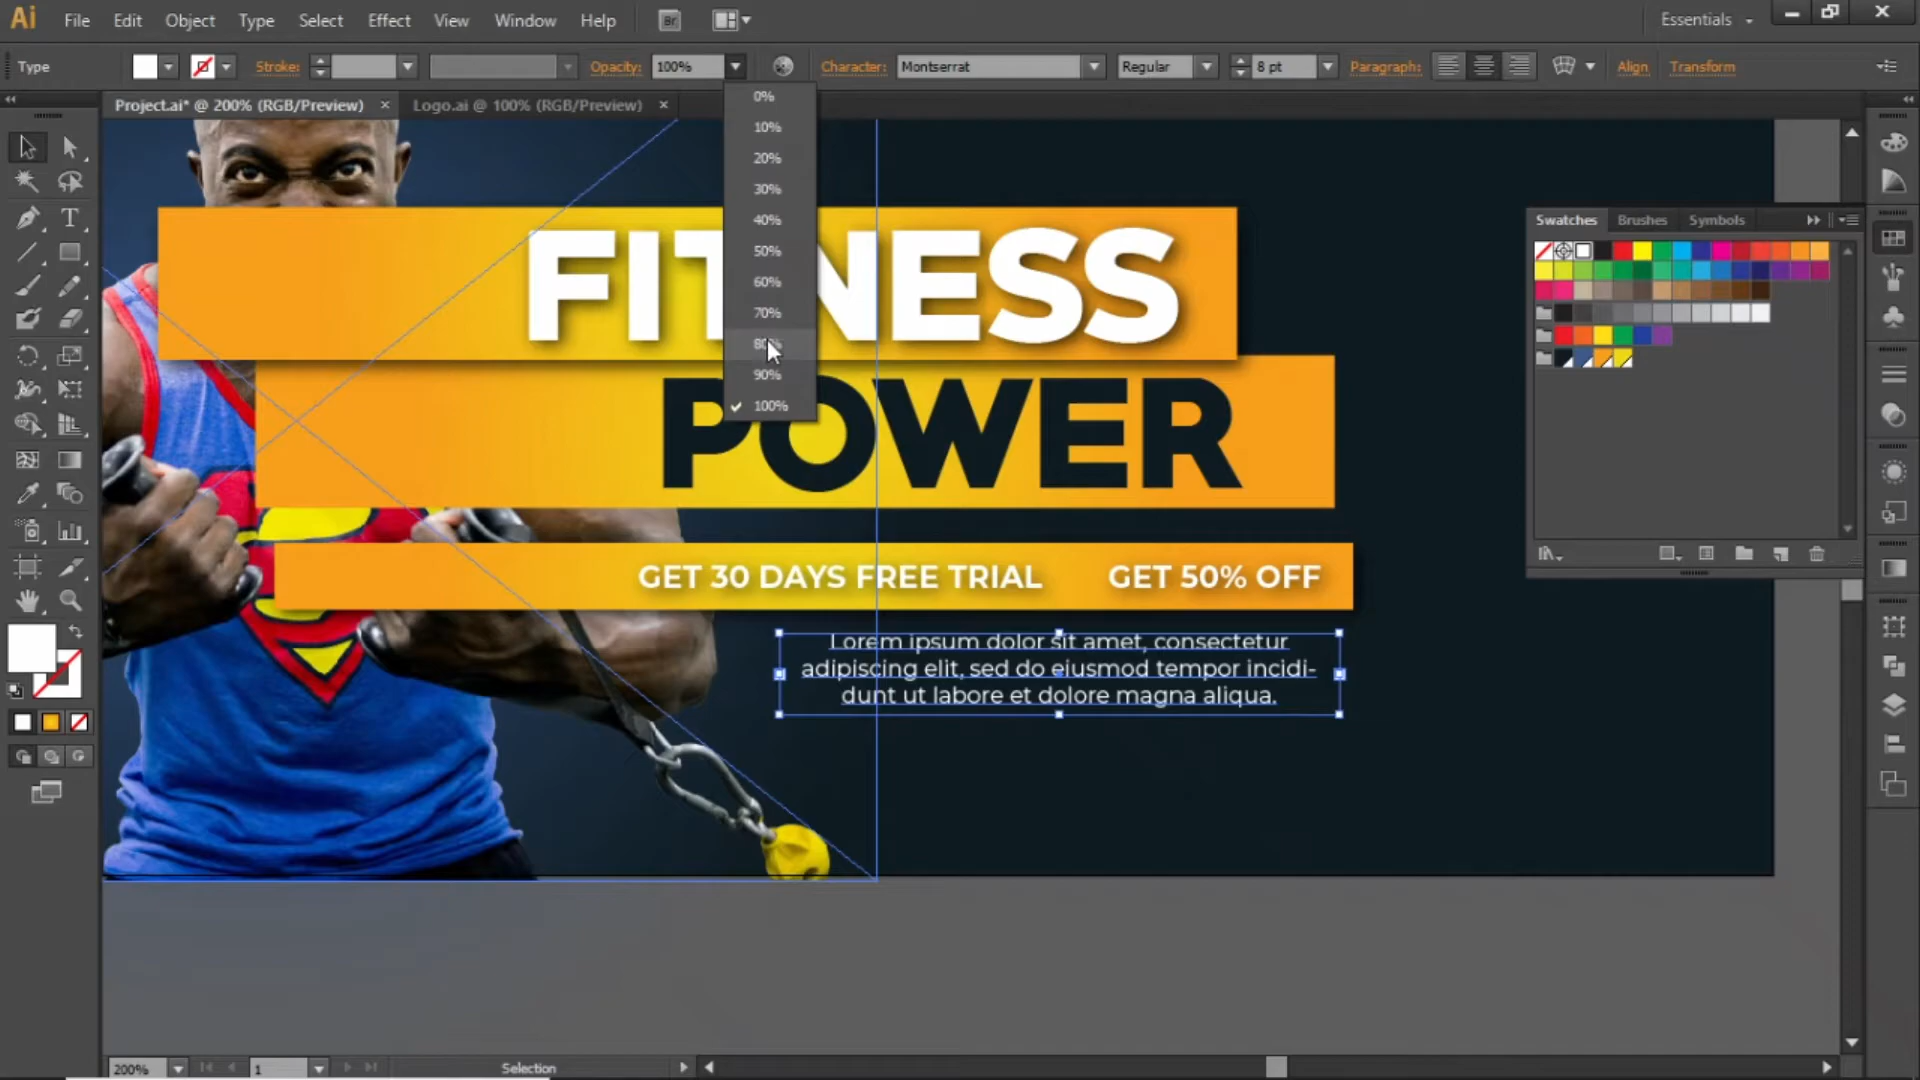 Ai File Edit Object Type Select Effect View Window Help Br Essentials
Type Stroke: Opacity: 100% Character: Montserrat Regular 8 pt Paragraph: Align Transform
Project.ai* @ 200% (RGB/Preview) × Logo.ai @ 100% (RGB/Preview) ×
0%
10%
20%
30%
40%
50%
60%
70%
80%
90%
100%
Swatches Brushes Symbols
FITNESS
POWER
GET 30 DAYS FREE TRIAL GET 50% OFF
Lorem ipsum dolor sit amet, consectetur
adipiscing elit, sed do eiusmod tempor incidi-
dunt ut labore et dolore magna aliqua.
200% 1 Selection